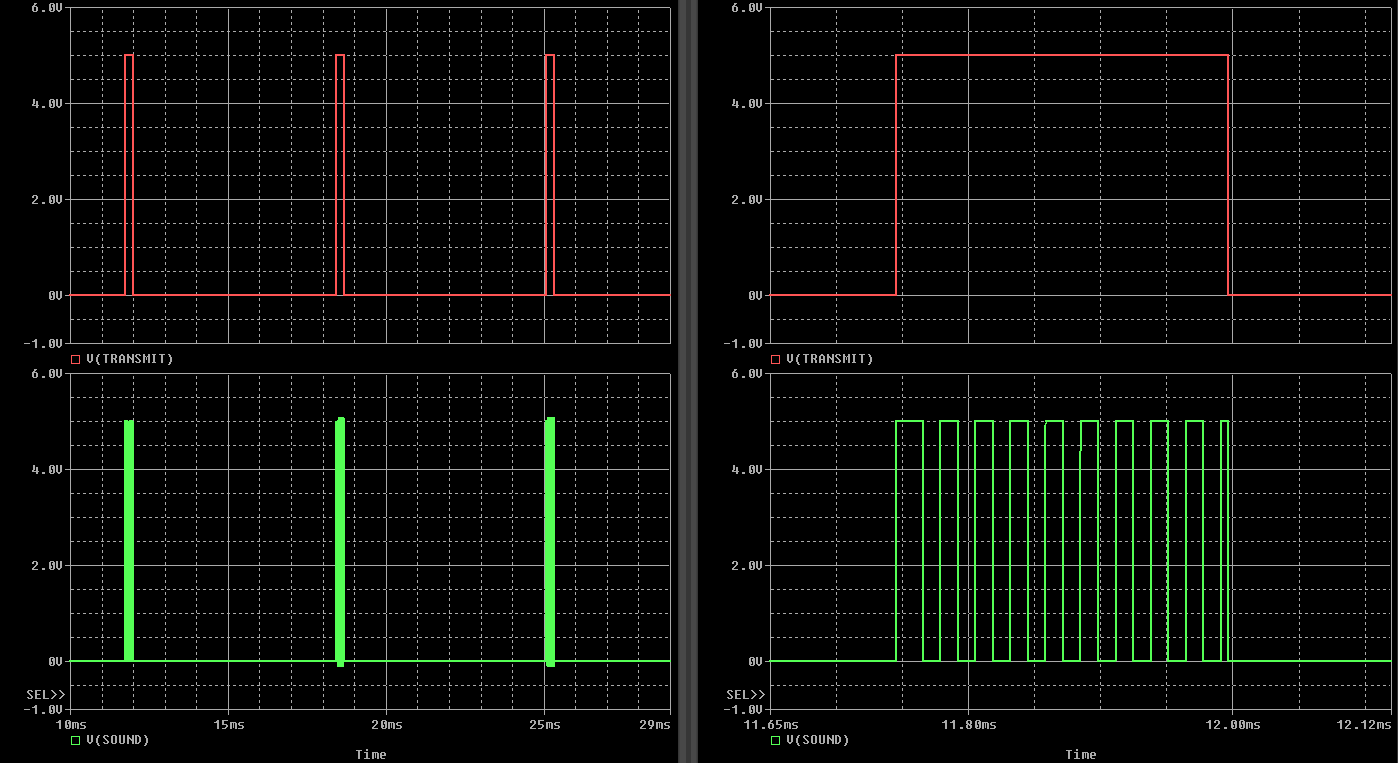 6.0V
4.0V
2.0V
0V
-1.0V
V(TRANSMIT)
6.0V
4.0V
2.0V
0V
SEL>>
-1.0V
10ms 15ms 20ms 25ms 29ms
V(SOUND)
Time
6.0V
4.0V
2.0V
0V
-1.0V
V(TRANSMIT)
6.0V
4.0V
2.0V
0V
SEL>>
-1.0V
11.65ms 11.80ms 12.00ms 12.12ms
V(SOUND)
Time